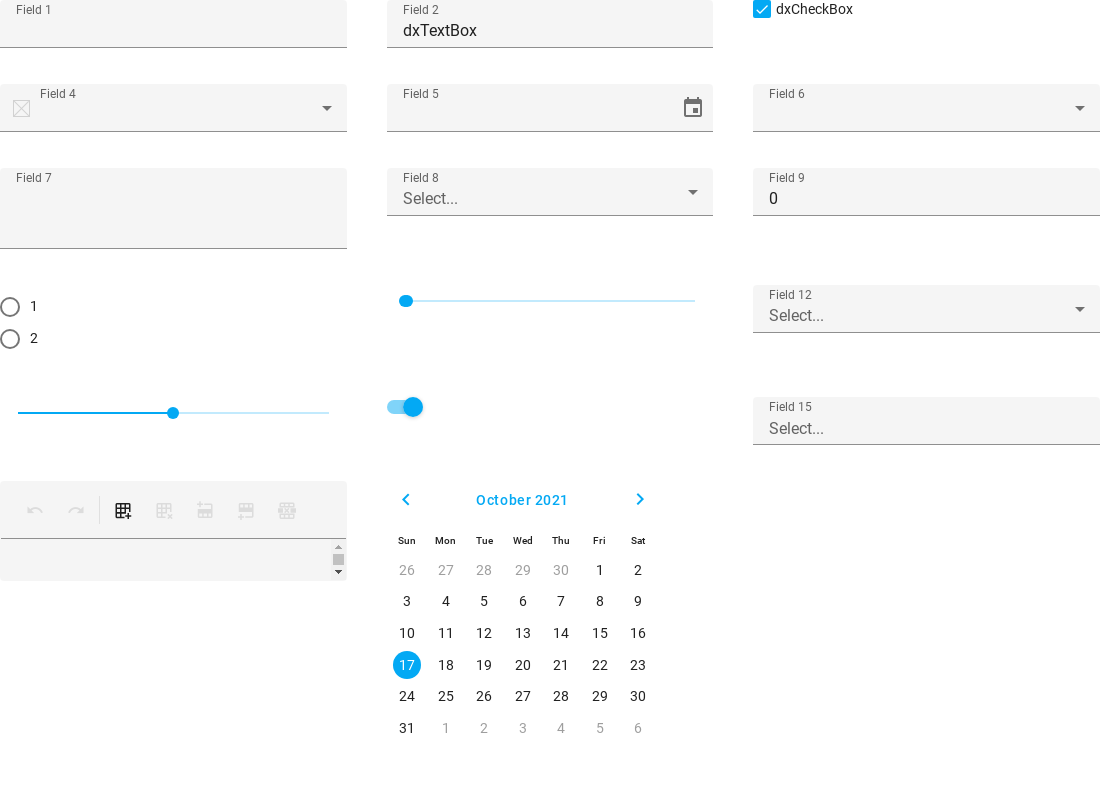 Field 1
Field 2
dxTextBox
dxCheckBox
Field 4
Field 5
Field 6
Field 7
Field 8
Select...
Field 9
0
1
2
Field 12
Select...
Field 15
Select...
October 2021
Sun Mon Tue Wed Thu Fri Sat
26 27 28 29 30 1 2
3 4 5 6 7 8 9
10 11 12 13 14 15 16
17 18 19 20 21 22 23
24 25 26 27 28 29 30
31 1 2 3 4 5 6